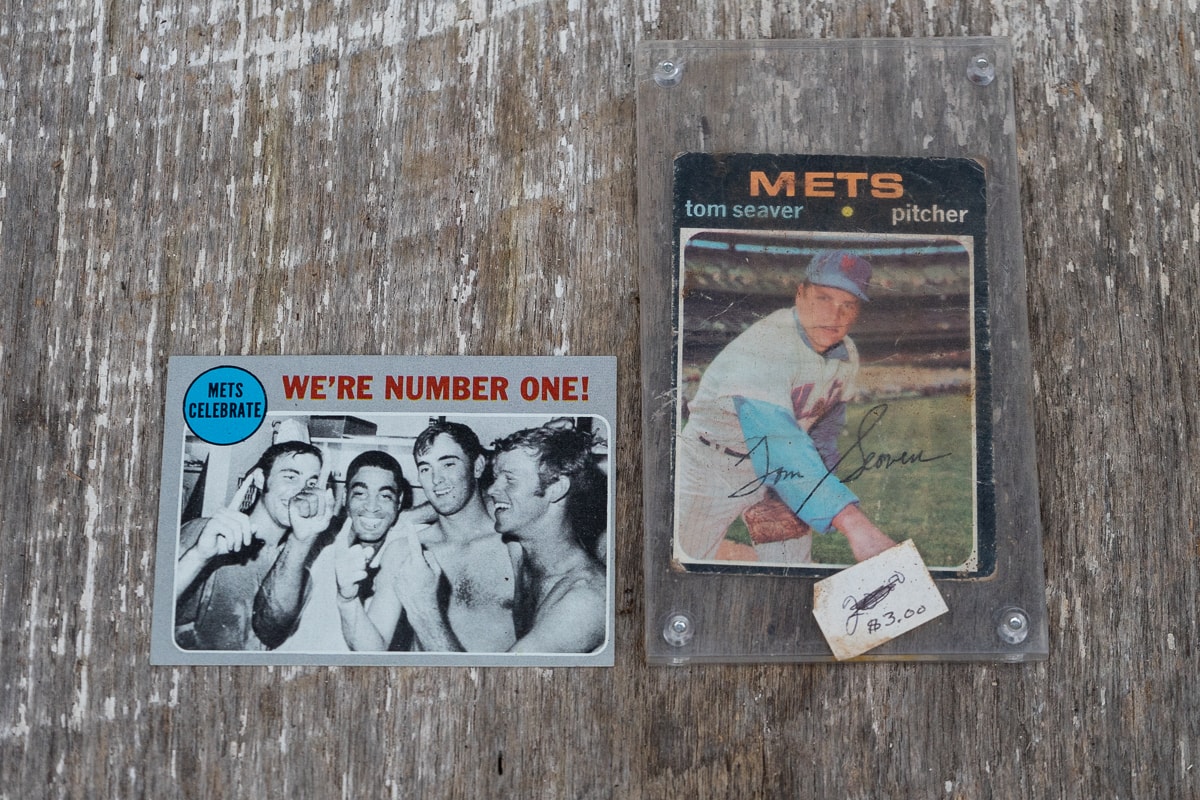 METS
CELEBRATE
WE'RE NUMBER ONE!
METS
tom seaver • pitcher
Tom Seaver
$3.00